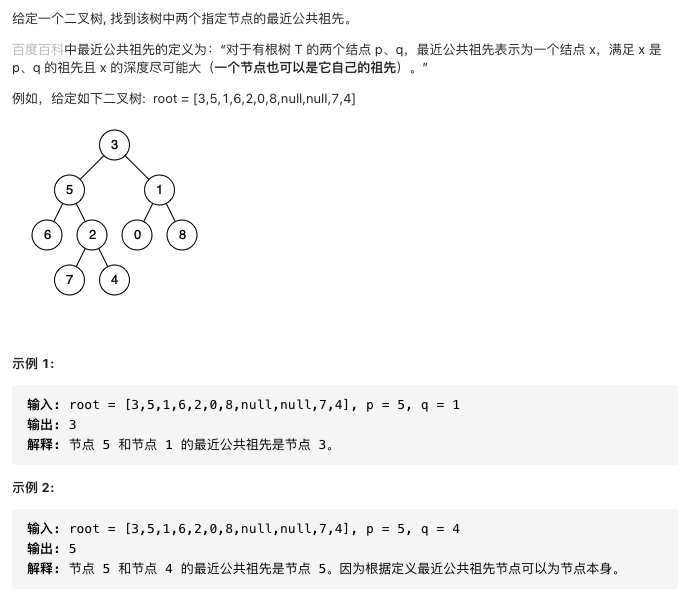 给定一个二叉树, 找到该树中两个指定节点的最近公共祖先。
百度百科中最近公共祖先的定义为：“对于有根树 T 的两个结点 p、q，最近公共祖先表示为一个结点 x，满足 x 是
p、q 的祖先且 x 的深度尽可能大（一个节点也可以是它自己的祖先）。”
例如，给定如下二叉树:  root = [3,5,1,6,2,0,8,null,null,7,4]
3
5 1
6 2 0 8
7 4
示例 1:
输入: root = [3,5,1,6,2,0,8,null,null,7,4], p = 5, q = 1
输出: 3
解释: 节点 5 和节点 1 的最近公共祖先是节点 3。
示例 2:
输入: root = [3,5,1,6,2,0,8,null,null,7,4], p = 5, q = 4
输出: 5
解释: 节点 5 和节点 4 的最近公共祖先是节点 5。因为根据定义最近公共祖先节点可以为节点本身。